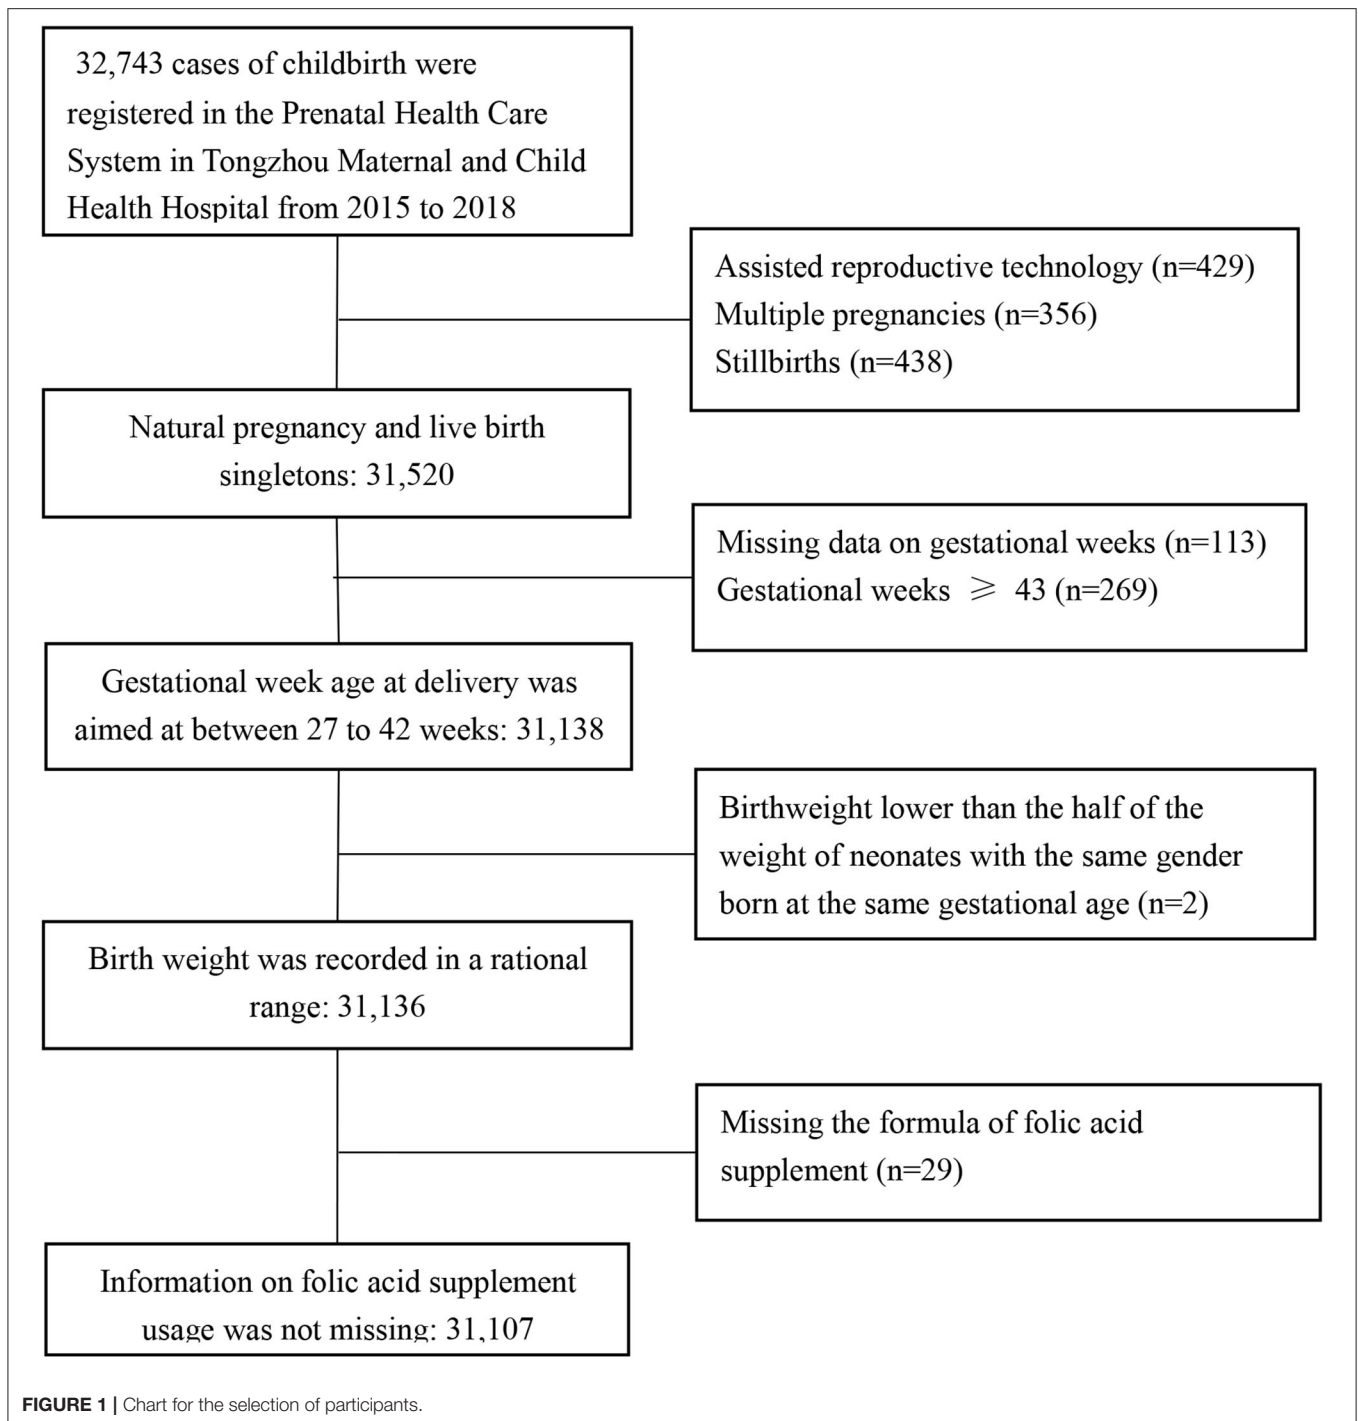 32,743 cases of childbirth were
registered in the Prenatal Health Care
System in Tongzhou Maternal and Child
Health Hospital from 2015 to 2018
Assisted reproductive technology (n=429)
Multiple pregnancies (n=356)
Stillbirths (n=438)
Natural pregnancy and live birth
singletons: 31,520
Missing data on gestational weeks (n=113)
Gestational weeks ≥ 43 (n=269)
Gestational week age at delivery was
aimed at between 27 to 42 weeks: 31,138
Birthweight lower than the half of the
weight of neonates with the same gender
born at the same gestational age (n=2)
Birth weight was recorded in a rational
range: 31,136
Missing the formula of folic acid
supplement (n=29)
Information on folic acid supplement
usage was not missing: 31,107
FIGURE 1 | Chart for the selection of participants.